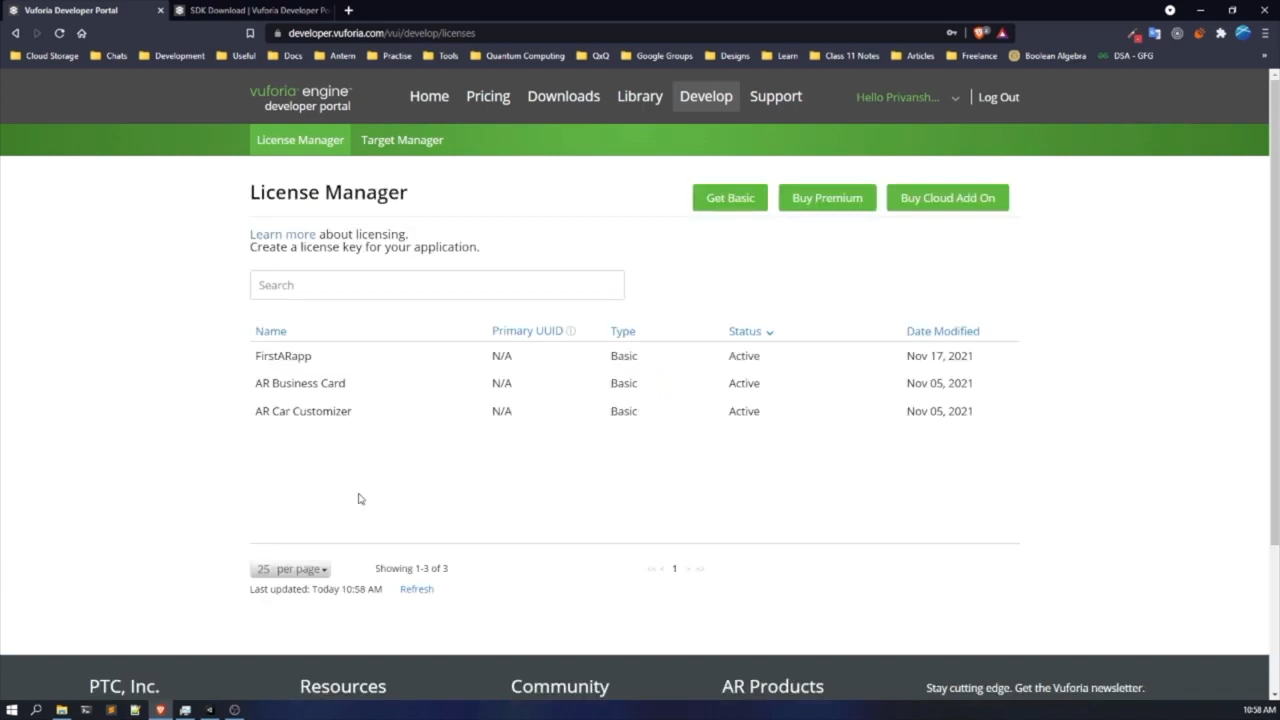 Vuforia Developer Portal
SDK Download | Vuforia Developer Po
developer.vuforia.com/vui/develop/licenses
Cloud Storage
Chats
Development
Useful
Docs
Antern
Practise
Tools
Quantum Computing
QxQ
Google Groups
Designs
Learn
Class 11 Notes
Articles
Freelance
Boolean Algebra
DSA - GFG
vuforia engine
developer portal
Home
Pricing
Downloads
Library
Develop
Support
Hello Privansh...
Log Out
License Manager
Target Manager
License Manager
Get Basic
Buy Premium
Buy Cloud Add On
Learn more about licensing.
Create a license key for your application.
Search
Name Primary UUID Type Status Date Modified
FirstARapp N/A Basic Active Nov 17, 2021
AR Business Card N/A Basic Active Nov 05, 2021
AR Car Customizer N/A Basic Active Nov 05, 2021
25 per page
Showing 1-3 of 3
<< < 1 > >>
Last updated: Today 10:58 AM Refresh
PTC, Inc.
Resources
Community
AR Products
Stay cutting edge. Get the Vuforia newsletter.
10:58 AM